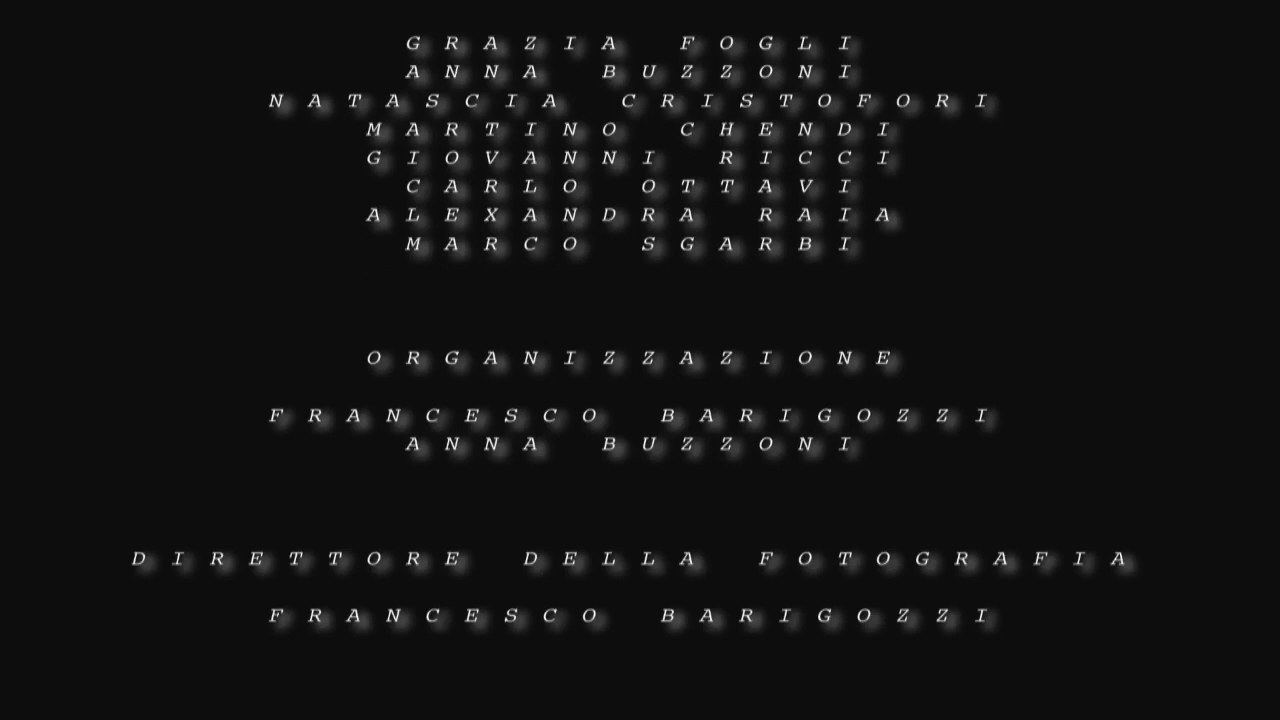 GRAZIA FOGLI
ANNA BUZZONI
NATASCIA CRISTOFORI
MARTINO CHENDI
GIOVANNI RICCI
CARLO OTTAVI
ALEXANDRA RAIA
MARCO SGARBI
ORGANIZZAZIONE
FRANCESCO BARIGOZZI
ANNA BUZZONI
DIRETTORE DELLA FOTOGRAFIA
FRANCESCO BARIGOZZI